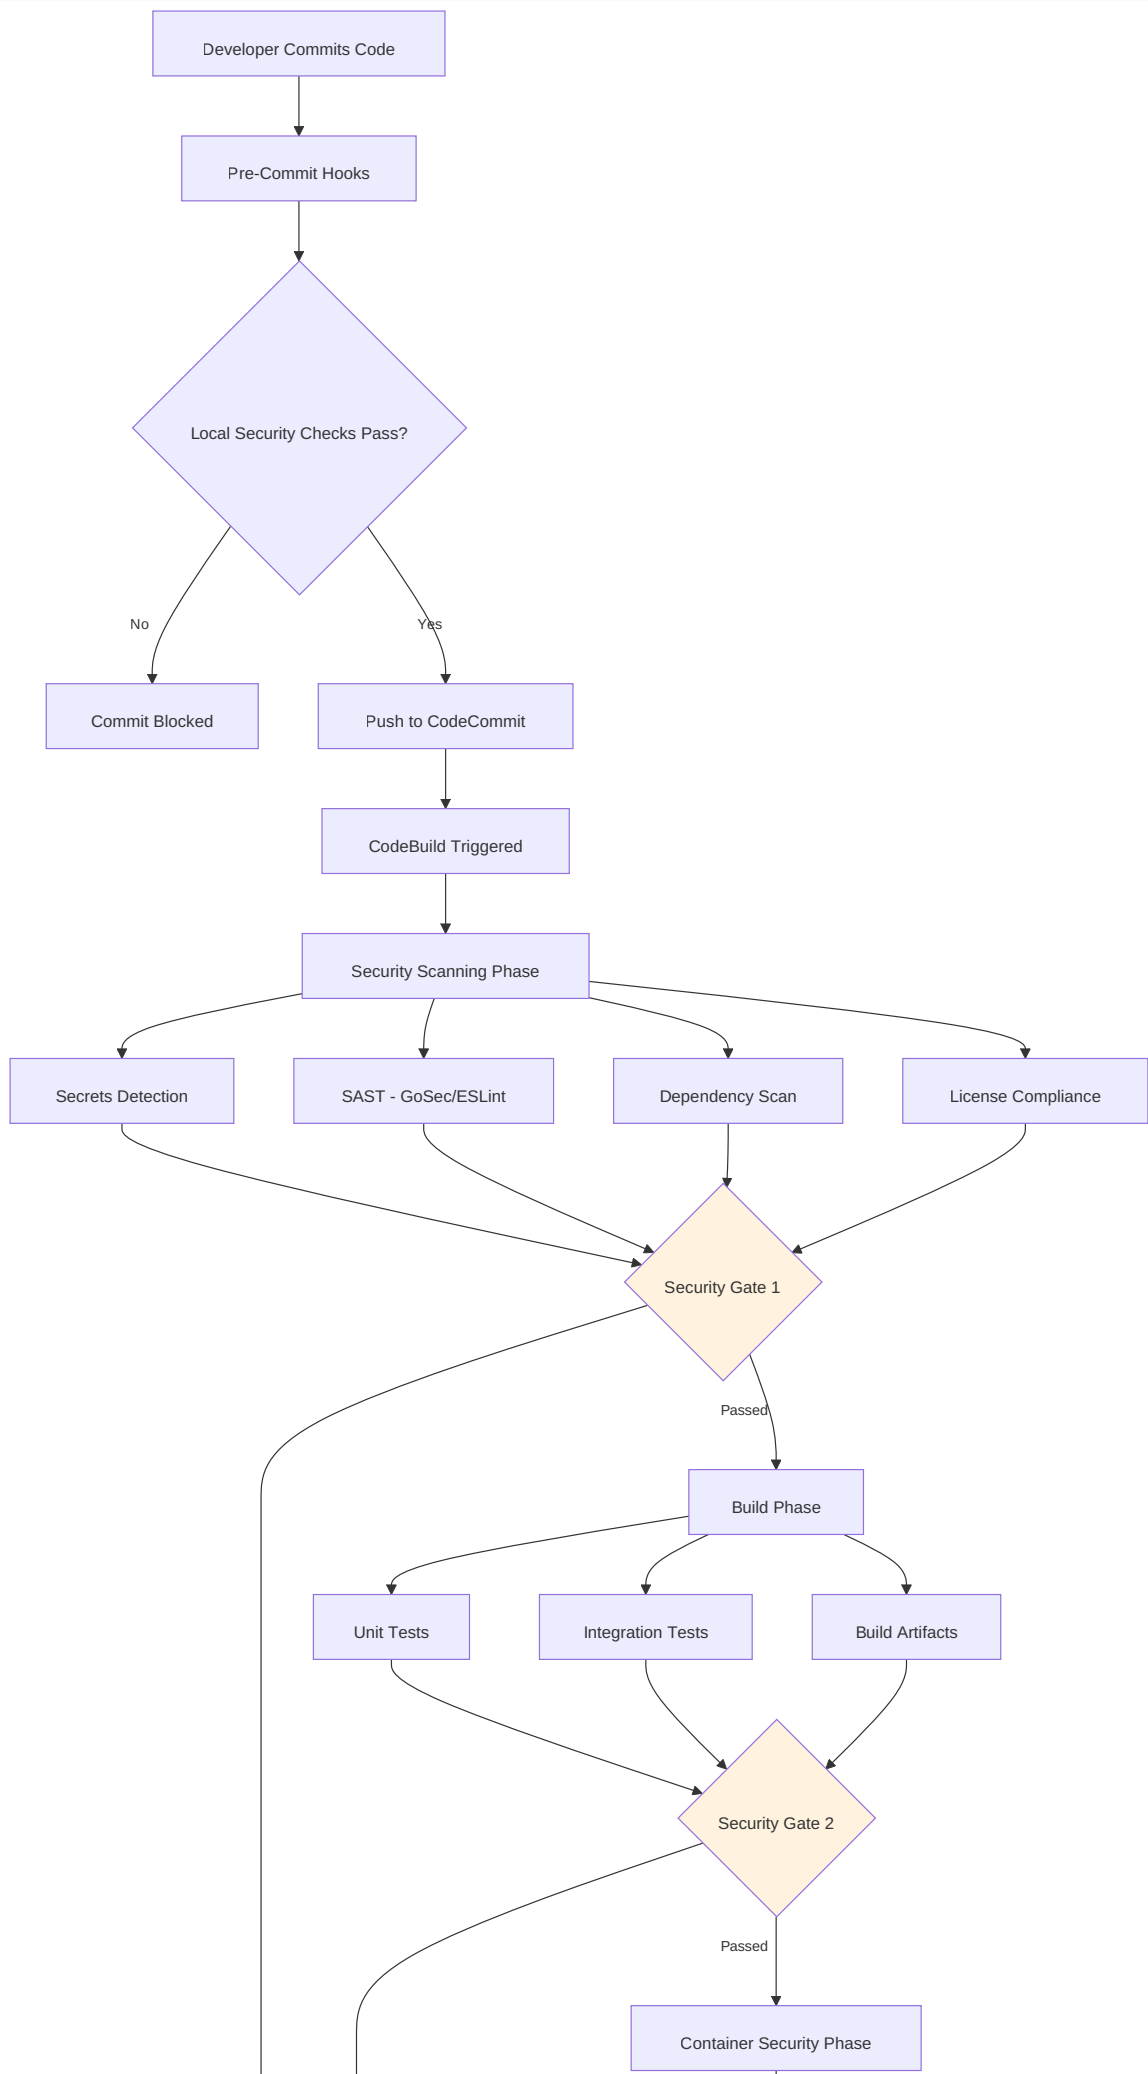 Developer Commits Code
Pre-Commit Hooks
Local Security Checks Pass?
No
Yes
Commit Blocked
Push to CodeCommit
CodeBuild Triggered
Security Scanning Phase
Secrets Detection
SAST - GoSec/ESLint
Dependency Scan
License Compliance
Security Gate 1
Passed
Build Phase
Unit Tests
Integration Tests
Build Artifacts
Security Gate 2
Passed
Container Security Phase